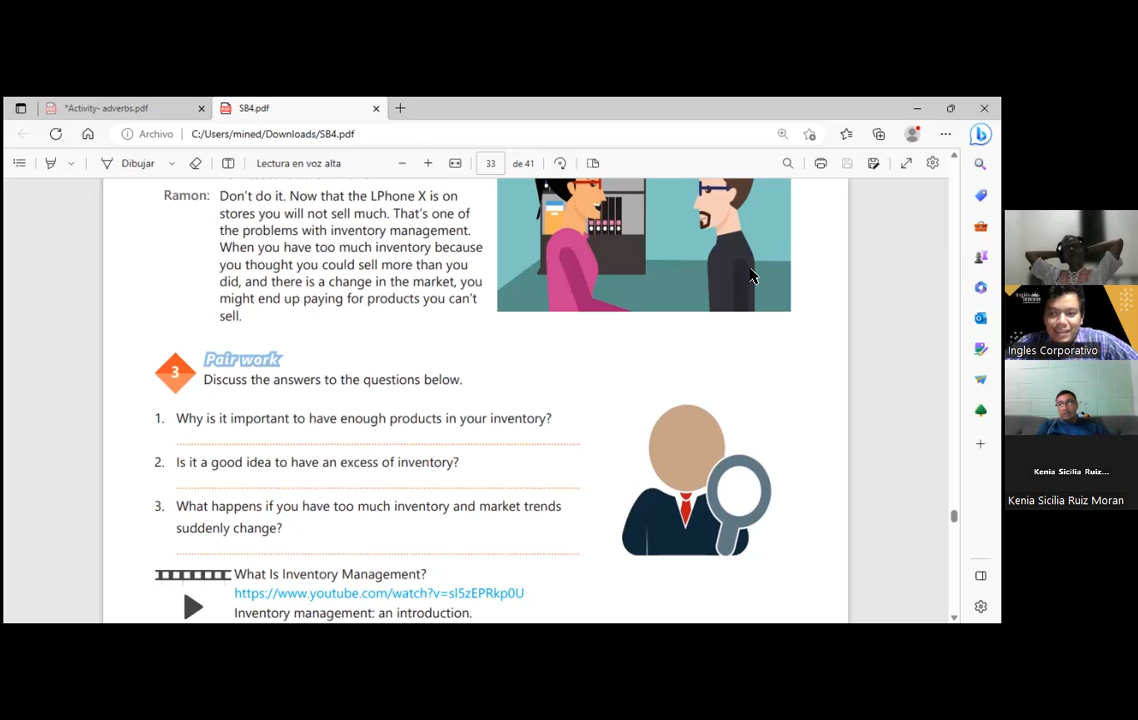 *Activity- adverbs.pdf
SB4.pdf
Archivo
C:/Users/mined/Downloads/SB4.pdf
Dibujar
Lectura en voz alta
33
de 41
Ramon:
Don't do it. Now that the LPhone X is on
stores you will not sell much. That's one of
the problems with inventory management.
When you have too much inventory because
you thought you could sell more than you
did, and there is a change in the market, you
might end up paying for products you can't
sell.
3
Pair work
Discuss the answers to the questions below.
1. Why is it important to have enough products in your inventory?
2. Is it a good idea to have an excess of inventory?
3. What happens if you have too much inventory and market trends
suddenly change?
What Is Inventory Management?
https://www.youtube.com/watch?v=sl5zEPRkp0U
Inventory management: an introduction.
Ingles Corporativo
Kenia Sicilia Ruiz...
Kenia Sicilia Ruiz Moran